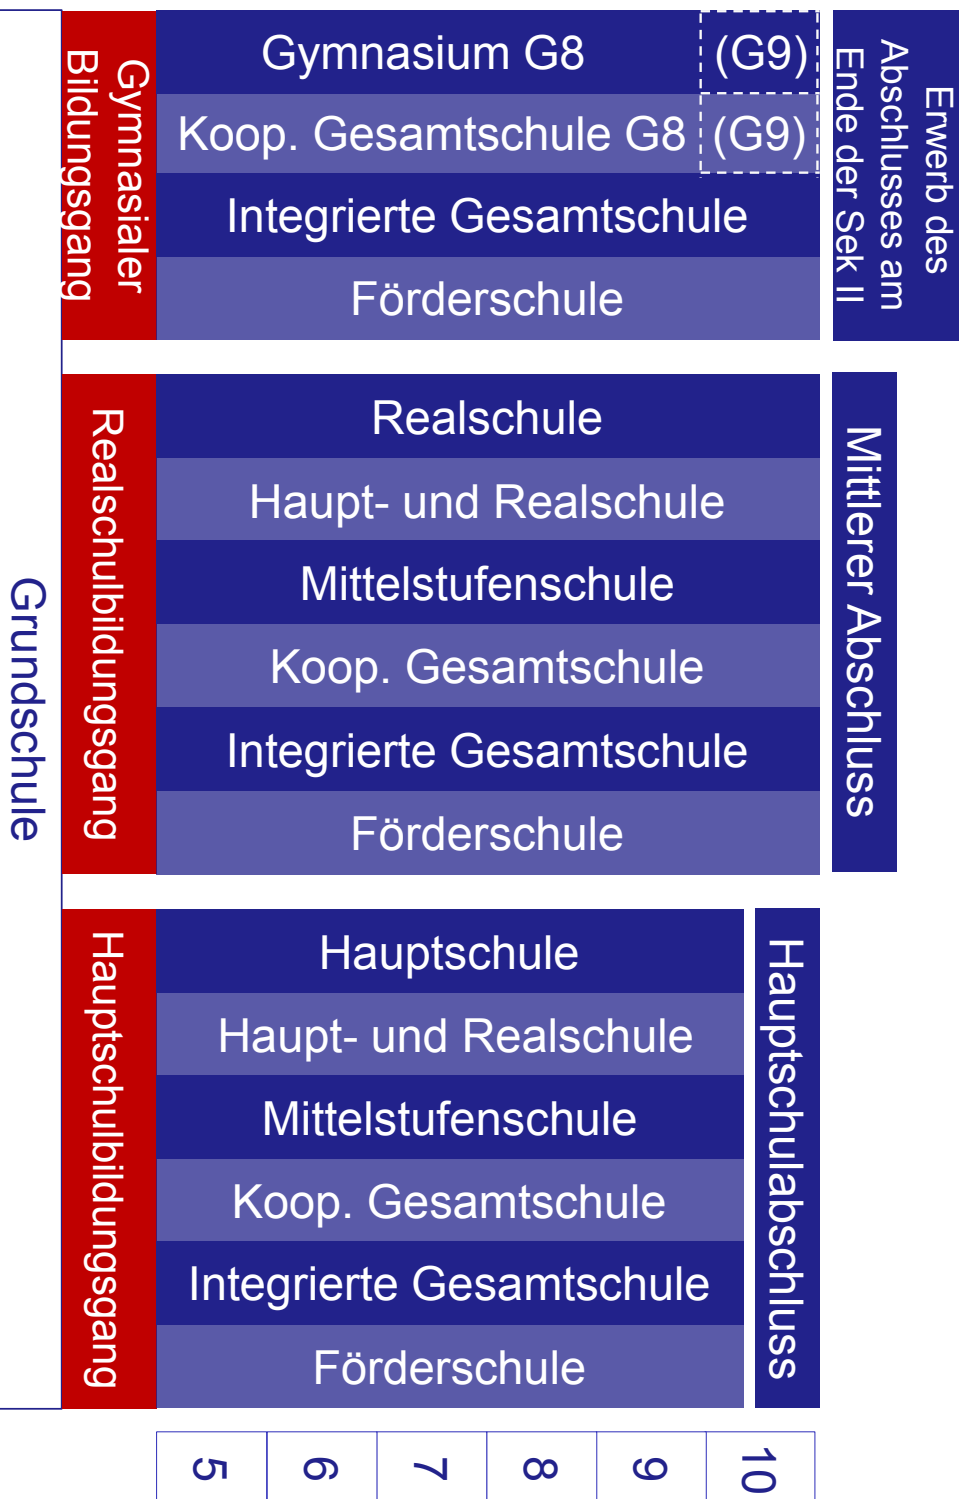 Grundschule
Gymnasialer
Bildungsgang
Gymnasium G8
(G9)
Koop. Gesamtschule G8
(G9)
Integrierte Gesamtschule
Förderschule
Erwerb des
Abschlusses am
Ende der Sek II
Realschulbildungsgang
Realschule
Haupt- und Realschule
Mittelstufenschule
Koop. Gesamtschule
Integrierte Gesamtschule
Förderschule
Mittlerer Abschluss
Hauptschulbildungsgang
Hauptschule
Haupt- und Realschule
Mittelstufenschule
Koop. Gesamtschule
Integrierte Gesamtschule
Förderschule
Hauptschulabschluss
5
6
7
8
9
10